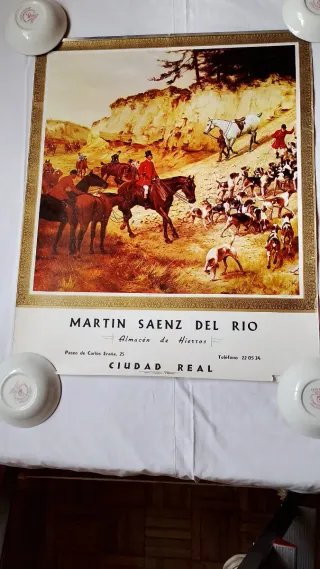 MARTIN SAENZ DEL RIO
Almacén de Hierros
Paseo de Carlos Eraña, 25 Teléfono 22 05 34
CIUDAD REAL